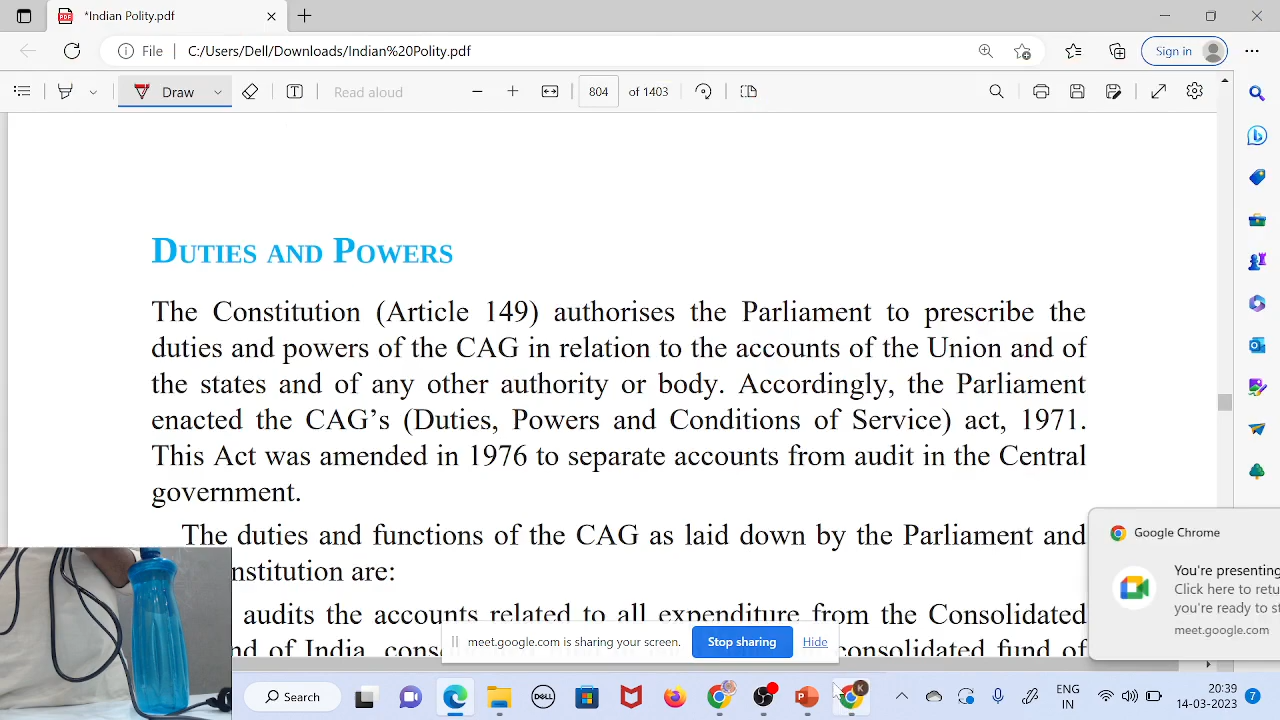 *Indian Polity.pdf
File C:/Users/Dell/Downloads/Indian%20Polity.pdf Sign in
Draw Read aloud 804 of 1403
DUTIES AND POWERS
The Constitution (Article 149) authorises the Parliament to prescribe the
duties and powers of the CAG in relation to the accounts of the Union and of
the states and of any other authority or body. Accordingly, the Parliament
enacted the CAG’s (Duties, Powers and Conditions of Service) act, 1971.
This Act was amended in 1976 to separate accounts from audit in the Central
government.
The duties and functions of the CAG as laid down by the Parliament and
nstitution are:
audits the accounts related to all expenditure from the Consolidated
nd of India, cons consolidated fund of
Google Chrome
You're presenting
Click here to retu
you're ready to st
meet.google.com
meet.google.com is sharing your screen. Stop sharing Hide
Search
DELL
K
ENG
IN
20:39
14-03-2023
7